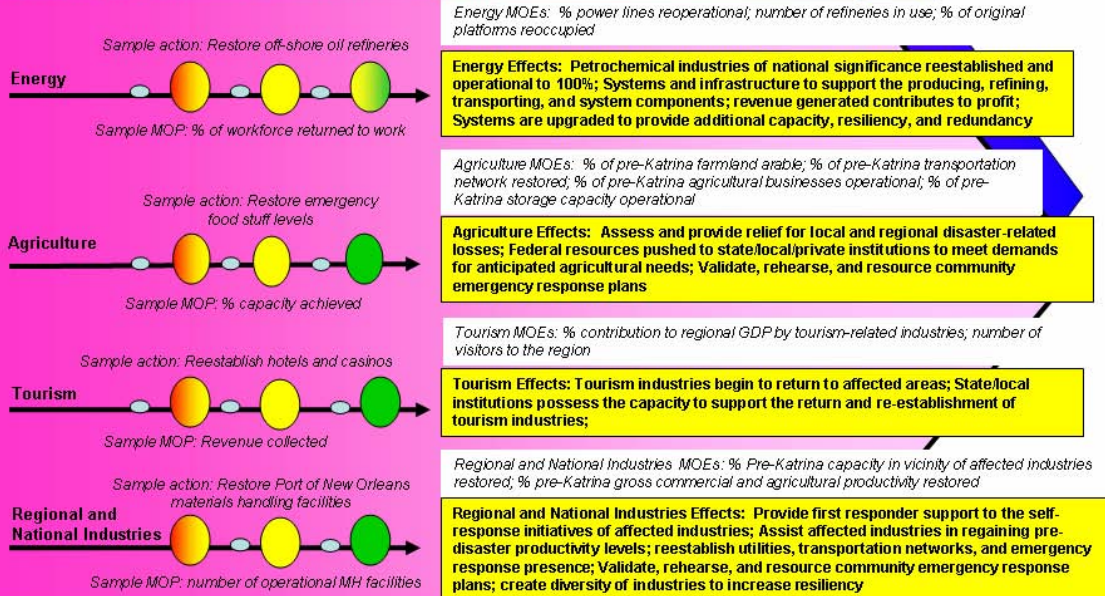 Energy MOEs: % power lines reoperational; number of refineries in use; % of original
platforms reoccupied
Sample action: Restore off-shore oil refineries
Energy
Sample MOP: % of workforce returned to work
Energy Effects: Petrochemical industries of national significance reestablished and
operational to 100%; Systems and infrastructure to support the producing, refining,
transporting, and system components; revenue generated contributes to profit;
Systems are upgraded to provide additional capacity, resiliency, and redundancy
Agriculture MOEs: % of pre-Katrina farmland arable; % of pre-Katrina transportation
network restored; % of pre-Katrina agricultural businesses operational; % of pre-
Katrina storage capacity operational
Sample action: Restore emergency
food stuff levels
Agriculture
Sample MOP: % capacity achieved
Agriculture Effects: Assess and provide relief for local and regional disaster-related
losses; Federal resources pushed to state/local/private institutions to meet demands
for anticipated agricultural needs; Validate, rehearse, and resource community
emergency response plans
Tourism MOEs: % contribution to regional GDP by tourism-related industries; number of
visitors to the region
Sample action: Reestablish hotels and casinos
Tourism
Sample MOP: Revenue collected
Tourism Effects: Tourism industries begin to return to affected areas; State/local
institutions possess the capacity to support the return and re-establishment of
tourism industries;
Regional and National Industries MOEs: % Pre-Katrina capacity in vicinity of affected industries
restored; % pre-Katrina gross commercial and agricultural productivity restored
Sample action: Restore Port of New Orleans
materials handling facilities
Regional and
National Industries
Sample MOP: number of operational MH facilities
Regional and National Industries Effects: Provide first responder support to the self-
response initiatives of affected industries; Assist affected industries in regaining pre-
disaster productivity levels; reestablish utilities, transportation networks, and emergency
response presence; Validate, rehearse, and resource community emergency response
plans; create diversity of industries to increase resiliency